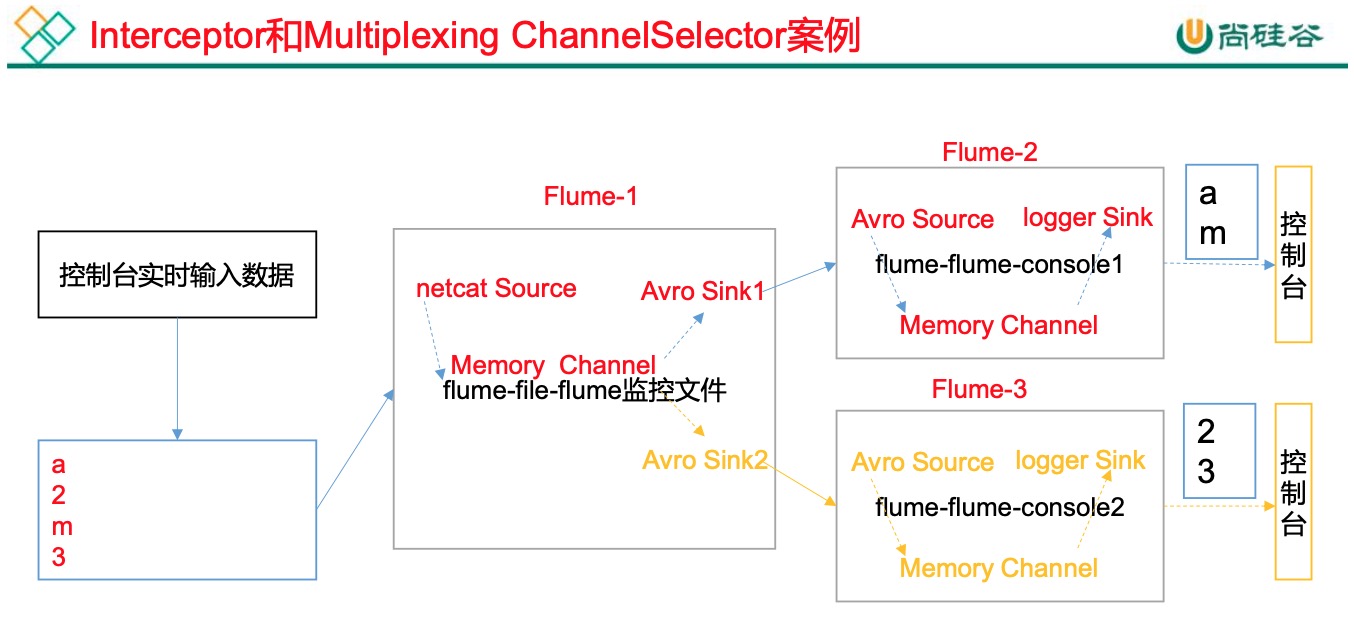 Interceptor和Multiplexing ChannelSelector案例
尚硅谷
控制台实时输入数据
a
2
m
3
Flume-1
netcat Source
Avro Sink1
Memory Channel
flume-file-flume监控文件
Avro Sink2
Flume-2
Avro Source
logger Sink
flume-flume-console1
Memory Channel
a
m
控制台
Flume-3
Avro Source
logger Sink
flume-flume-console2
Memory Channel
2
3
控制台